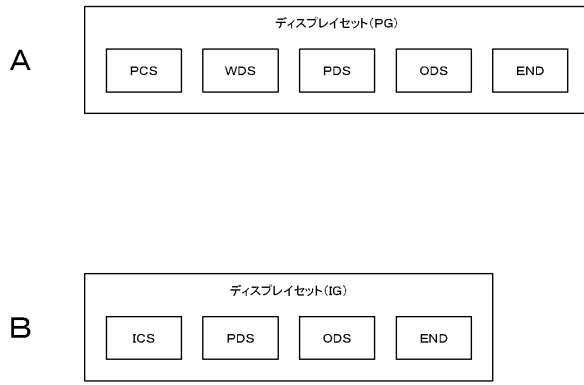 A
ディスプレイセット(PG)
PCS WDS PDS ODS END
B
ディスプレイセット(IG)
ICS PDS ODS END